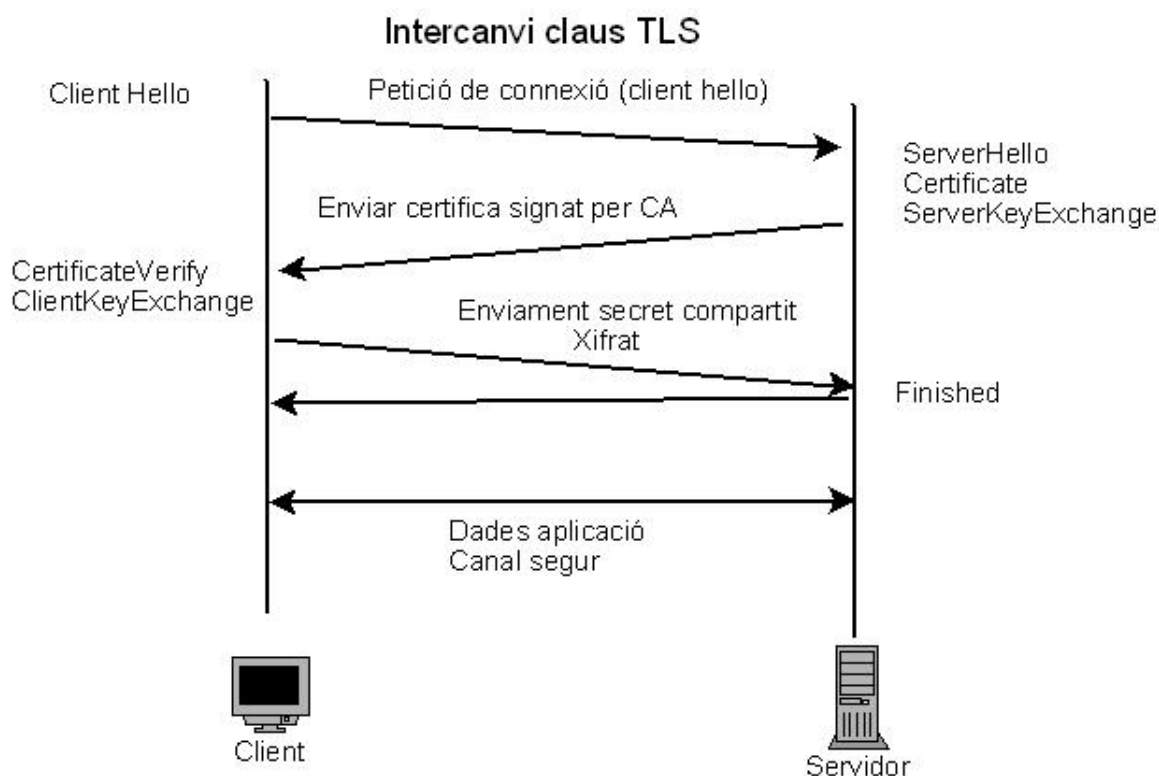 Intercanvi claus TLS
Client Hello
Petició de connexió (client hello)
ServerHello
Certificate
ServerKeyExchange
Enviar certifica signat per CA
CertificateVerify
ClientKeyExchange
Enviament secret compartit
Xifrat
Finished
Dades aplicació
Canal segur
Client
Servidor